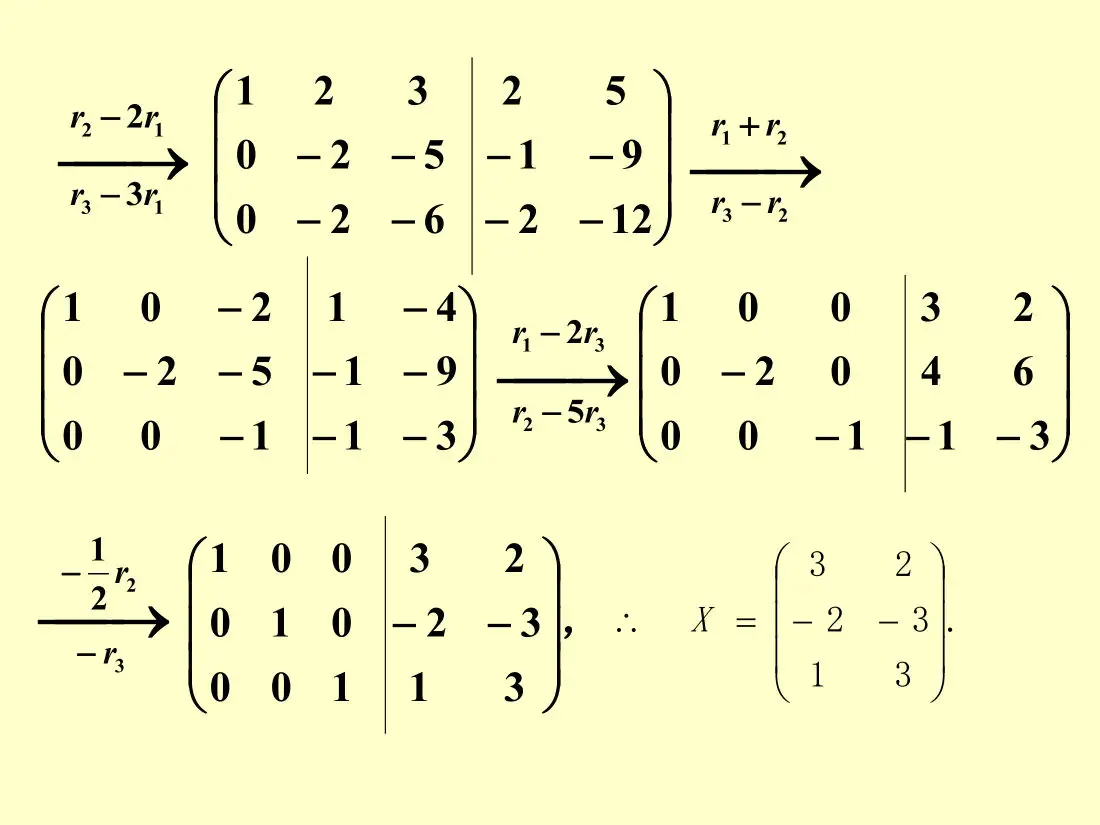 r₂ − 2r₁
r₃ − 3r₁
1 2 3 2 5
0 −2 −5 −1 −9
0 −2 −6 −2 −12
r₁ + r₂
r₃ − r₂
1 0 −2 1 −4
0 −2 −5 −1 −9
0 0 −1 −1 −3
r₁ − 2r₃
r₂ − 5r₃
1 0 0 3 2
0 −2 0 4 6
0 0 −1 −1 −3
−1/2 r₂
−r₃
1 0 0 3 2
0 1 0 −2 −3 ,
0 0 1 1 3
∴ X =
3 2
−2 −3 .
1 3